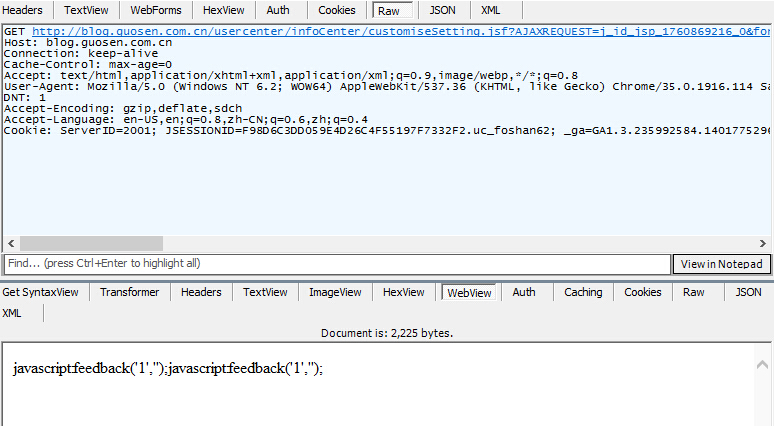 Headers TextView WebForms HexView Auth Cookies Raw JSON XML
GET http://blog.guosen.com.cn/usercenter/infoCenter/customiseSetting.jsf?AJAXREQUEST=j_id_jsp_1760869216_0&for
Host: blog.guosen.com.cn
Connection: keep-alive
Cache-Control: max-age=0
Accept: text/html,application/xhtml+xml,application/xml;q=0.9,image/webp,*/*;q=0.8
User-Agent: Mozilla/5.0 (Windows NT 6.2; WOW64) AppleWebKit/537.36 (KHTML, like Gecko) Chrome/35.0.1916.114 Sa
DNT: 1
Accept-Encoding: gzip,deflate,sdch
Accept-Language: en-US,en;q=0.8,zh-CN;q=0.6,zh;q=0.4
Cookie: ServerID=2001; JSESSIONID=F98D6C3DD059E4D26C4F55197F7332F2.uc_foshan62; _ga=GA1.3.235992584.1401775296
Find... (press Ctrl+Enter to highlight all) View in Notepad
Get SyntaxView Transformer Headers TextView ImageView HexView WebView Auth Caching Cookies Raw JSON
XML
Document is: 2,225 bytes.
javascript:feedback('1','');javascript:feedback('1','');